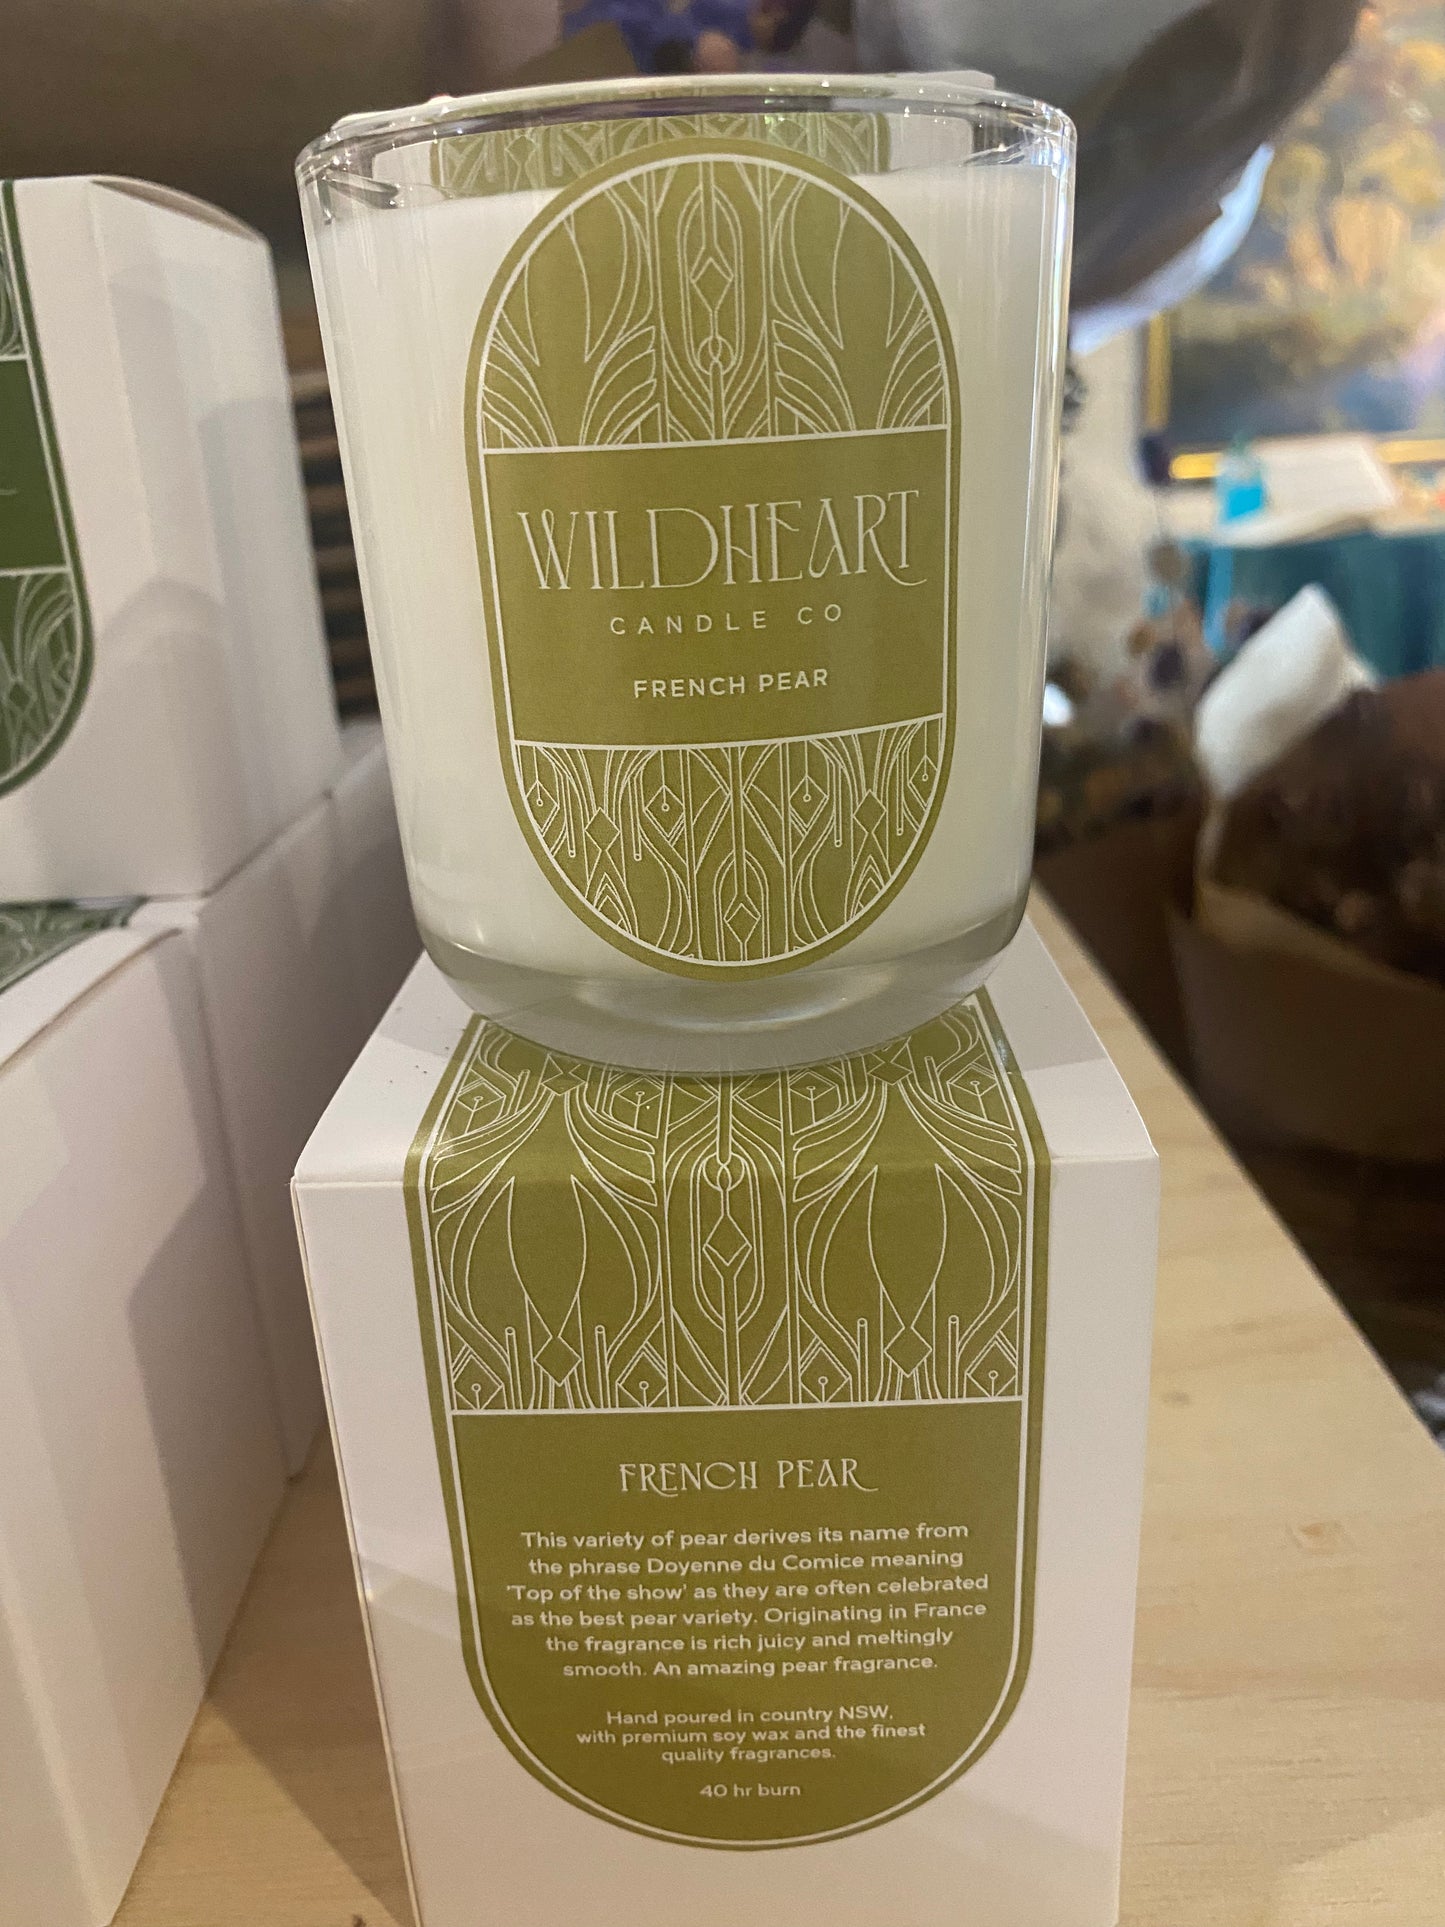 WILDHEART
CANDLE CO
FRENCH PEAR
FRENCH PEAR
This variety of pear derives its name from
the phrase Doyenne du Comice meaning
'Top of the show' as they are often celebrated
as the best pear variety. Originating in France
the fragrance is rich juicy and meltingly
smooth. An amazing pear fragrance.
Hand poured in country NSW,
with premium soy wax and the finest
quality fragrances.
40 hr burn